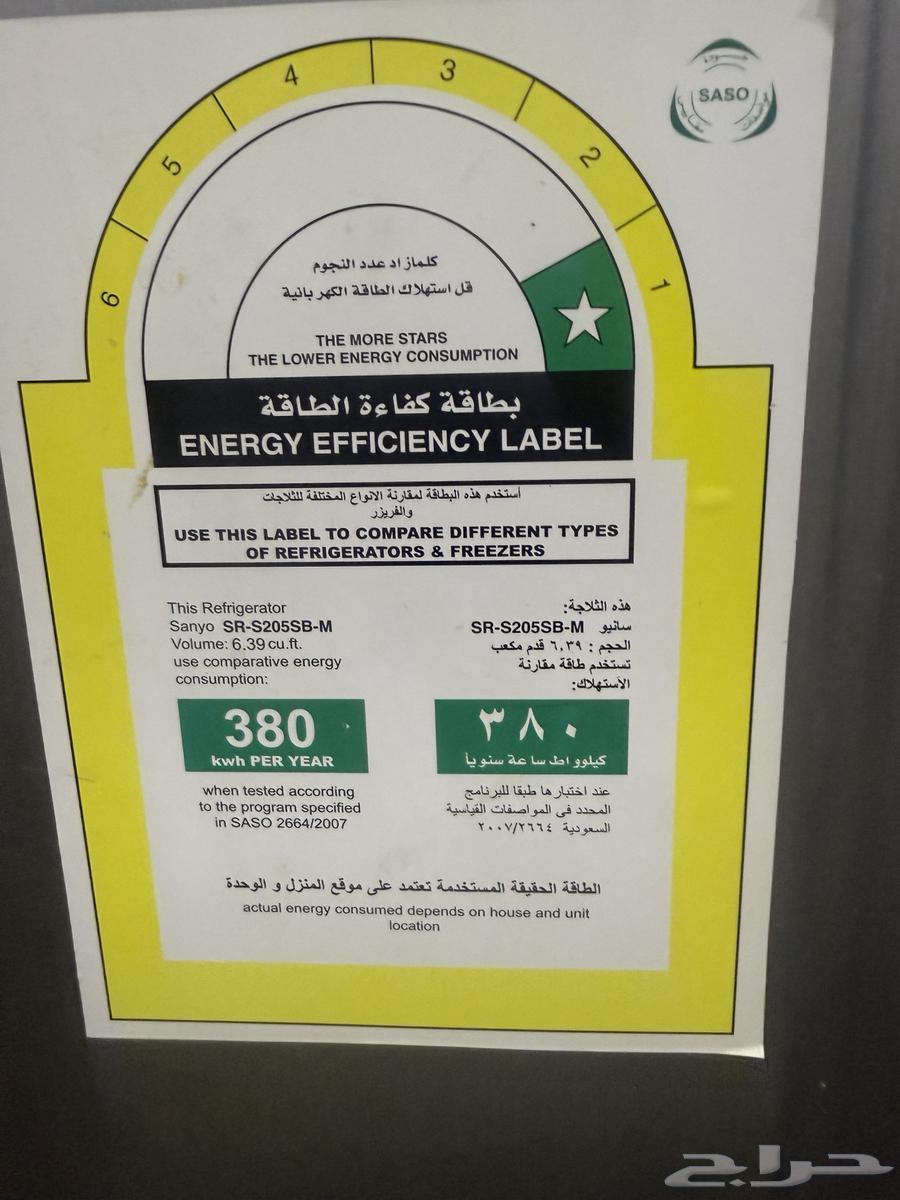 جودة
SASO
مقاييس
مواصفات
4
3
5
2
6
1
كلمازاد عدد النجوم
قل استهلاك الطاقة الكهربائية
THE MORE STARS
THE LOWER ENERGY CONSUMPTION
بطاقة كفاءة الطاقة
ENERGY EFFICIENCY LABEL
أستخدم هذه البطاقة لمقارنة الانواع المختلفة للثلاجات
والفريزر
USE THIS LABEL TO COMPARE DIFFERENT TYPES
OF REFRIGERATORS & FREEZERS
This Refrigerator
Sanyo SR-S205SB-M
Volume: 6.39 cu.ft.
use comparative energy
consumption:
380
kwh PER YEAR
when tested according
to the program specified
in SASO 2664/2007
هذه الثلاجة:
سانيو SR-S205SB-M
الحجم : ٦,٣٩ قدم مكعب
تستخدم طاقة مقارنة
الأستهلاك:
٣٨٠
كيلوواط ساعة سنوياً
عند اختبارها طبقا للبرنامج
المحدد فى المواصفات القياسية
السعودية ٢٠٠٧/٢٦٦٤
الطاقة الحقيقة المستخدمة تعتمد على موقع المنزل و الوحدة
actual energy consumed depends on house and unit
location
حراج